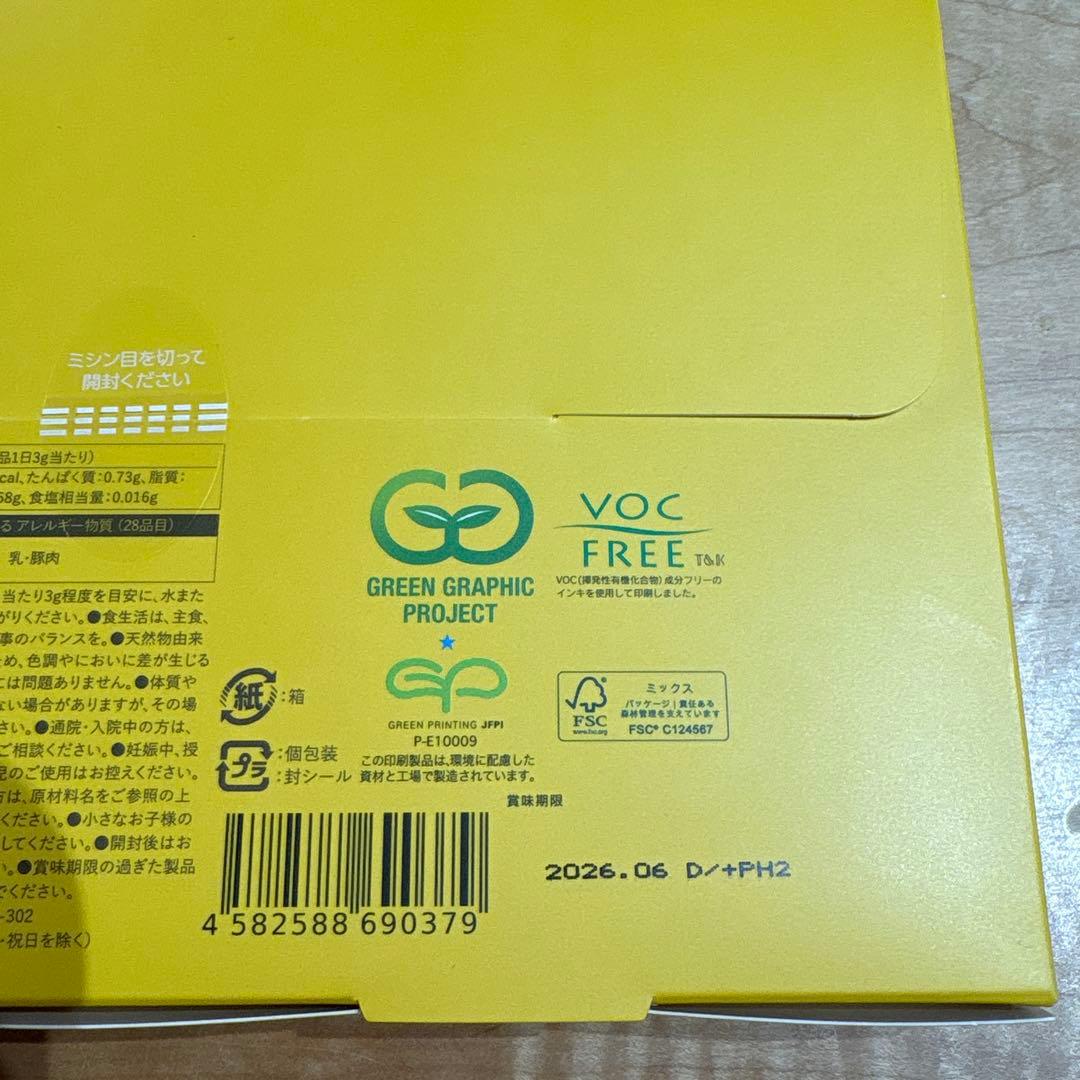 ミシン目を切って
開封ください
品1日3g当たり）
cal、たんぱく質：0.73g、脂質：
68g、食塩相当量：0.016g
る アレルギー物質（28品目）
乳・豚肉
当たり3g程度を目安に、水また
がりください。●食生活は、主食、
事のバランスを。●天然物由来
め、色調やにおいに差が生じる
には問題ありません。●体質や
ない場合がありますが、その場
さい。●通院・入院中の方は、
ご相談ください。●妊娠中、授
児のご使用はお控えください。
方は、原材料名をご参照の上
ください。●小さなお子様の
してください。●開封後はお
い。●賞味期限の過ぎた製品
でください。
-302
・祝日を除く）
GREEN GRAPHIC
PROJECT
VOC
FREE T&K
VOC（揮発性有機化合物）成分フリーの
インキを使用して印刷しました。
GP
GREEN PRINTING JFPI
P-E10009
この印刷製品は、環境に配慮した
資材と工場で製造されています。
紙：箱
プラ：個包装
：封シール
FSC
www.fsc.org
ミックス
パッケージ｜責任ある
森林管理を支えています
FSC® C124567
賞味期限
2026.06 D/+PH2
4 582588 690379